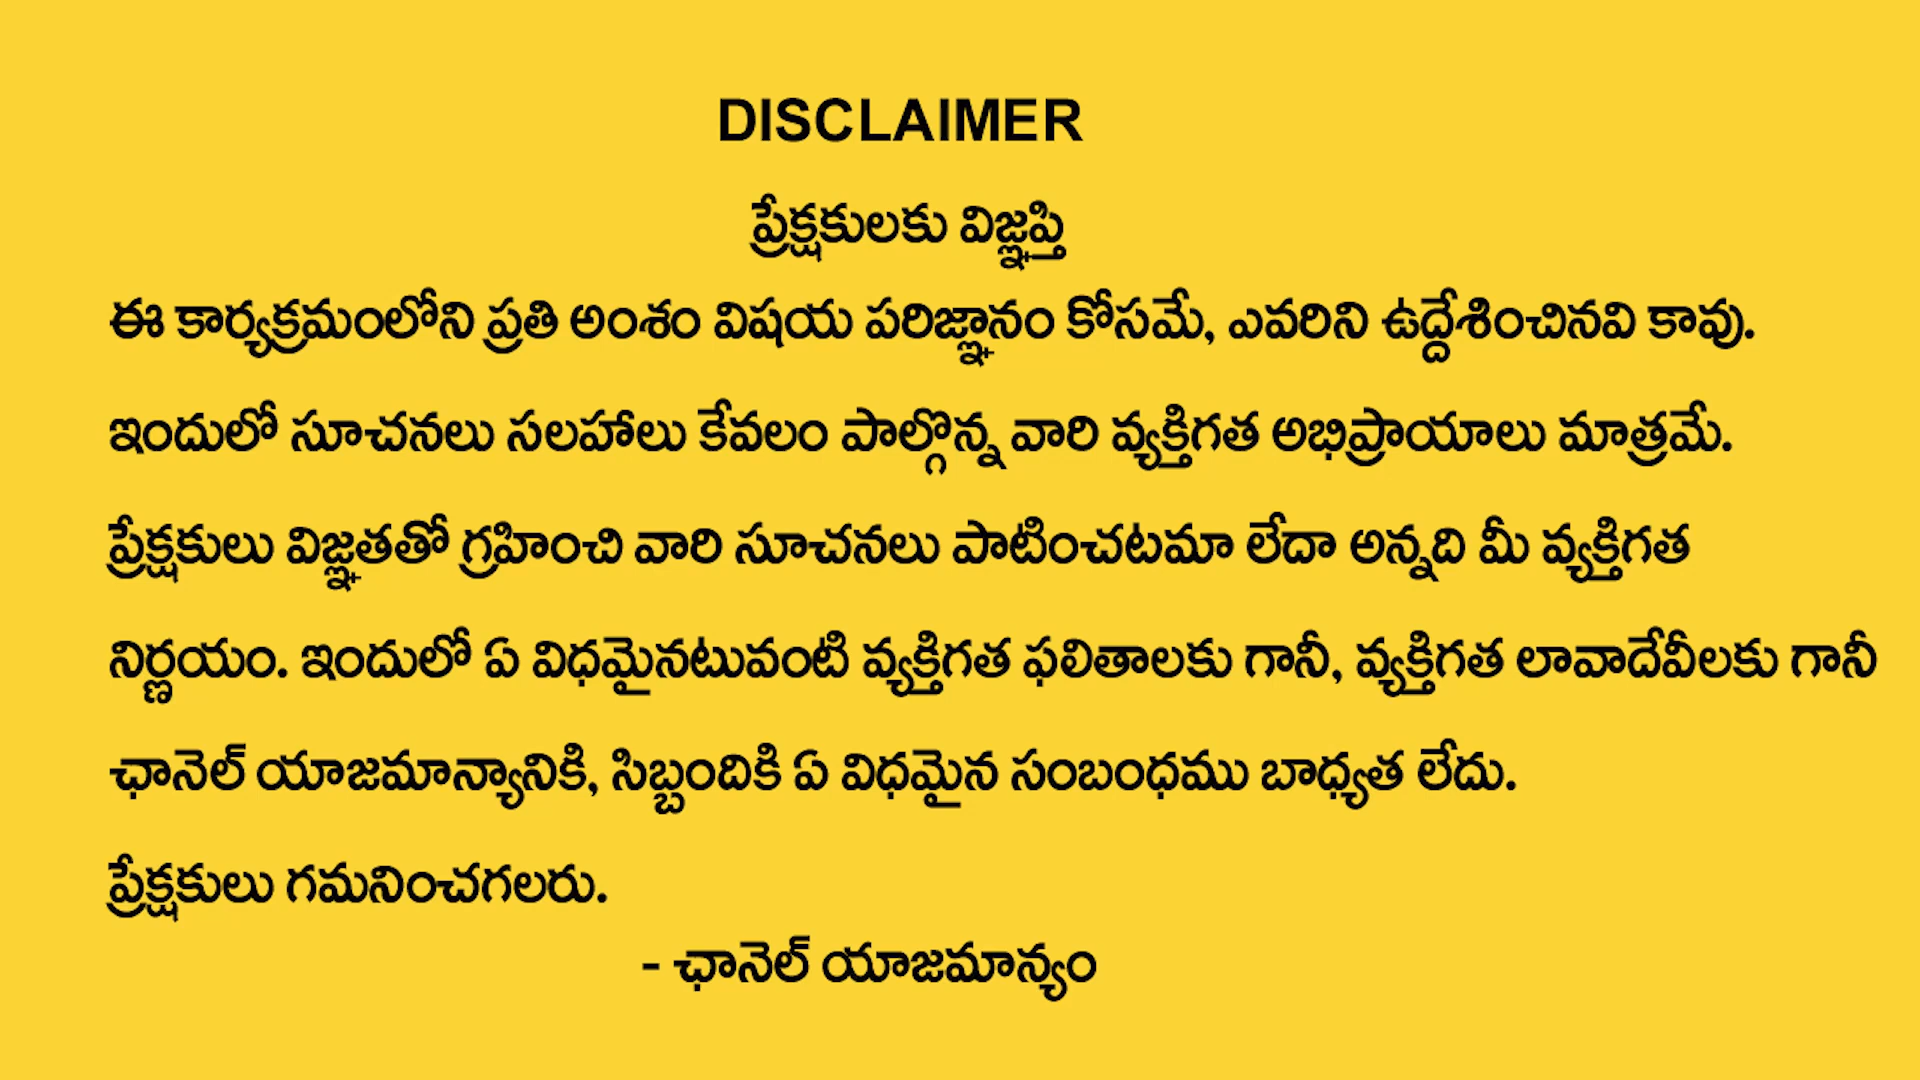 DISCLAIMER
ప్రేక్షకులకు విజ్ఞప్తి
ఈ కార్యక్రమంలోని ప్రతి అంశం విషయ పరిజ్ఞానం కోసమే, ఎవరిని ఉద్దేశించినవి కావు.
ఇందులో సూచనలు సలహాలు కేవలం పాల్గొన్న వారి వ్యక్తిగత అభిప్రాయాలు మాత్రమే.
ప్రేక్షకులు విజ్ఞతతో గ్రహించి వారి సూచనలు పాటించటమా లేదా అన్నది మీ వ్యక్తిగత
నిర్ణయం. ఇందులో ఏ విధమైనటువంటి వ్యక్తిగత ఫలితాలకు గానీ, వ్యక్తిగత లావాదేవీలకు గానీ
ఛానెల్ యాజమాన్యానికి, సిబ్బందికి ఏ విధమైన సంబంధము బాధ్యత లేదు.
ప్రేక్షకులు గమనించగలరు.
- ఛానెల్ యాజమాన్యం